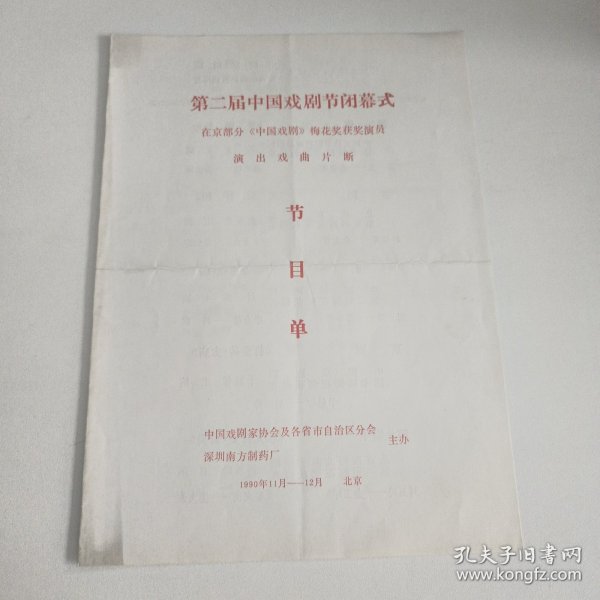 第二届中国戏剧节闭幕式
在京部分《中国戏剧》梅花奖获奖演员
演出戏曲片断
节
目
单
中国戏剧家协会及各省市自治区分会
深圳南方制药厂
主办
1990年11月——12月 北京
孔夫子旧书网
www.kongfz.com